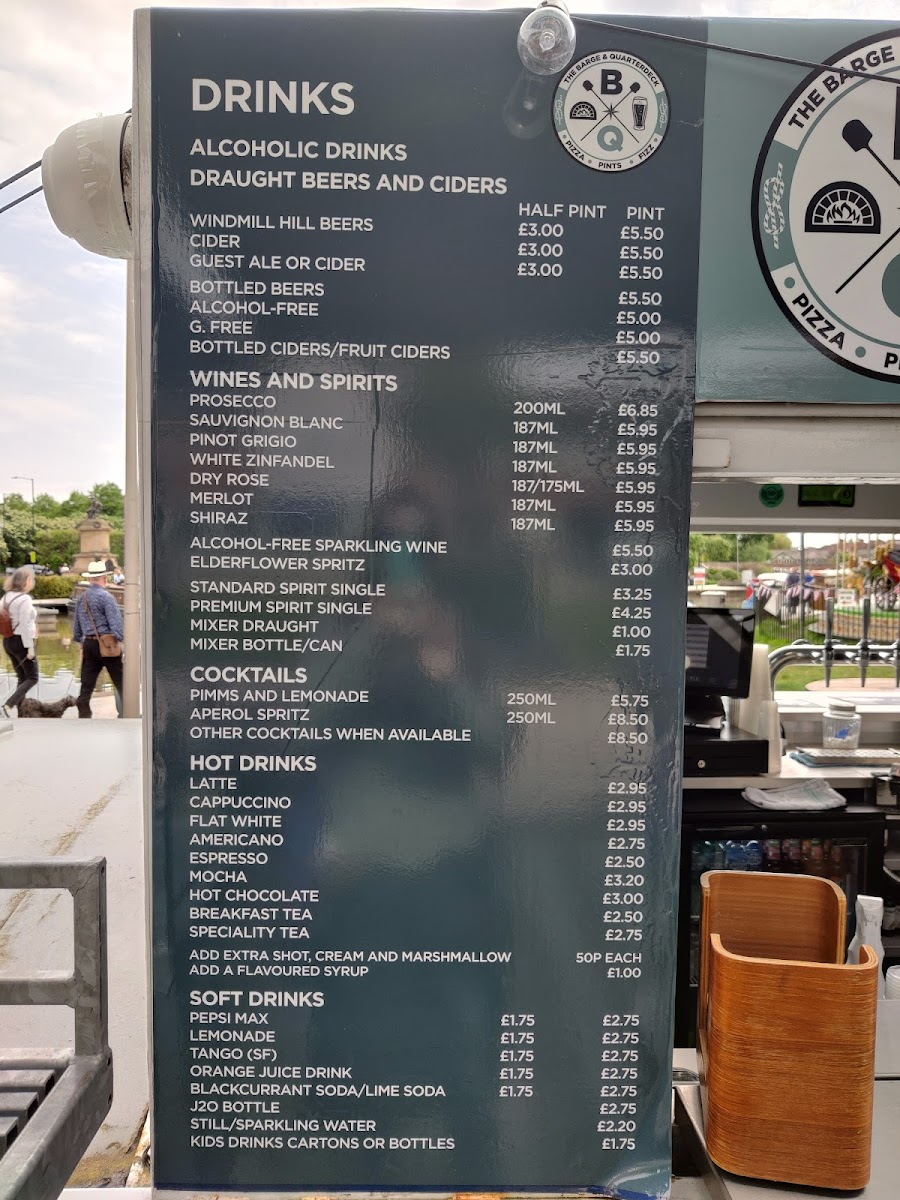 DRINKS
THE BARGE & QUARTERDECK
B
Q
PIZZA • PINTS • FIZZ
ALCOHOLIC DRINKS
DRAUGHT BEERS AND CIDERS
HALF PINT PINT
WINDMILL HILL BEERS £3.00 £5.50
CIDER £3.00 £5.50
GUEST ALE OR CIDER £3.00 £5.50
BOTTLED BEERS £5.50
ALCOHOL-FREE £5.00
G. FREE £5.00
BOTTLED CIDERS/FRUIT CIDERS £5.50
WINES AND SPIRITS
PROSECCO 200ML £6.85
SAUVIGNON BLANC 187ML £5.95
PINOT GRIGIO 187ML £5.95
WHITE ZINFANDEL 187ML £5.95
DRY ROSE 187/175ML £5.95
MERLOT 187ML £5.95
SHIRAZ 187ML £5.95
ALCOHOL-FREE SPARKLING WINE £5.50
ELDERFLOWER SPRITZ £3.00
STANDARD SPIRIT SINGLE £3.25
PREMIUM SPIRIT SINGLE £4.25
MIXER DRAUGHT £1.00
MIXER BOTTLE/CAN £1.75
COCKTAILS
PIMMS AND LEMONADE 250ML £5.75
APEROL SPRITZ 250ML £8.50
OTHER COCKTAILS WHEN AVAILABLE £8.50
HOT DRINKS
LATTE £2.95
CAPPUCCINO £2.95
FLAT WHITE £2.95
AMERICANO £2.75
ESPRESSO £2.50
MOCHA £3.20
HOT CHOCOLATE £3.00
BREAKFAST TEA £2.50
SPECIALITY TEA £2.75
ADD EXTRA SHOT, CREAM AND MARSHMALLOW 50P EACH
ADD A FLAVOURED SYRUP £1.00
SOFT DRINKS
PEPSI MAX £1.75 £2.75
LEMONADE £1.75 £2.75
TANGO (SF) £1.75 £2.75
ORANGE JUICE DRINK £1.75 £2.75
BLACKCURRANT SODA/LIME SODA £1.75 £2.75
J2O BOTTLE £2.75
STILL/SPARKLING WATER £2.20
KIDS DRINKS CARTONS OR BOTTLES £1.75
THE BARGE
PIZZA •